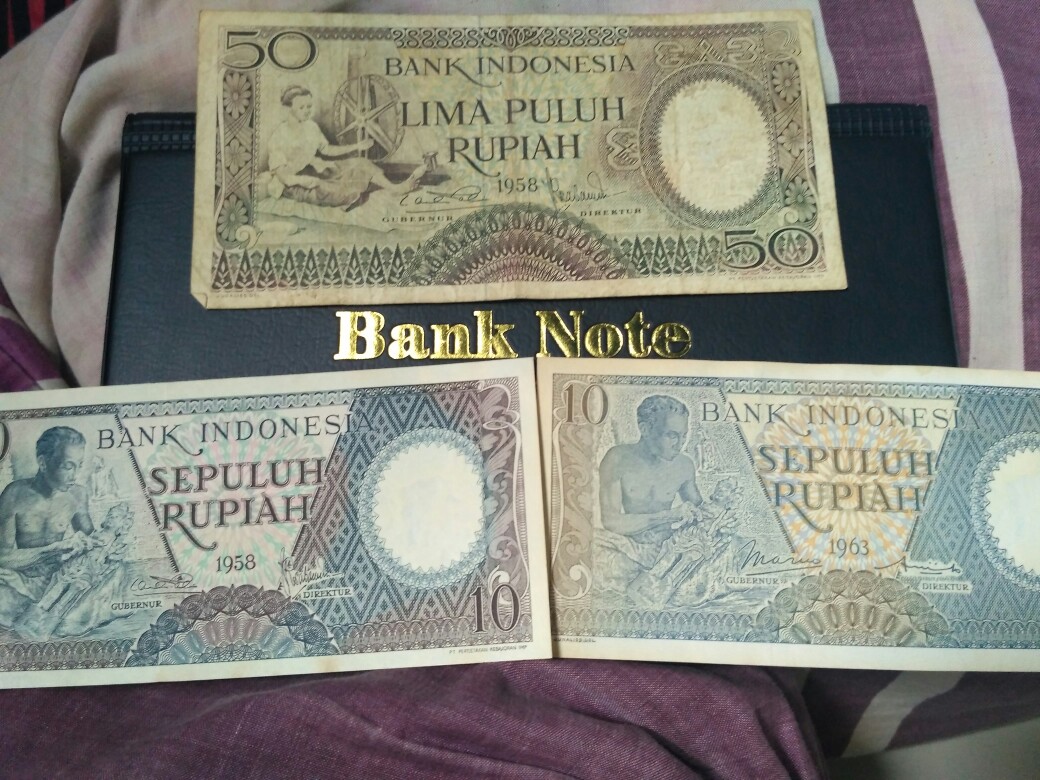 50
BANK INDONESIA
LIMA PULUH
RUPIAH
1958
GUBERNUR
DIREKTUR
50
Bank Note
BANK INDONESIA
SEPULUH
RUPIAH
1958
GUBERNUR
DIREKTUR
10
10
BANK INDONESIA
SEPULUH
RUPIAH
1963
GUBERNUR
DIREKTUR